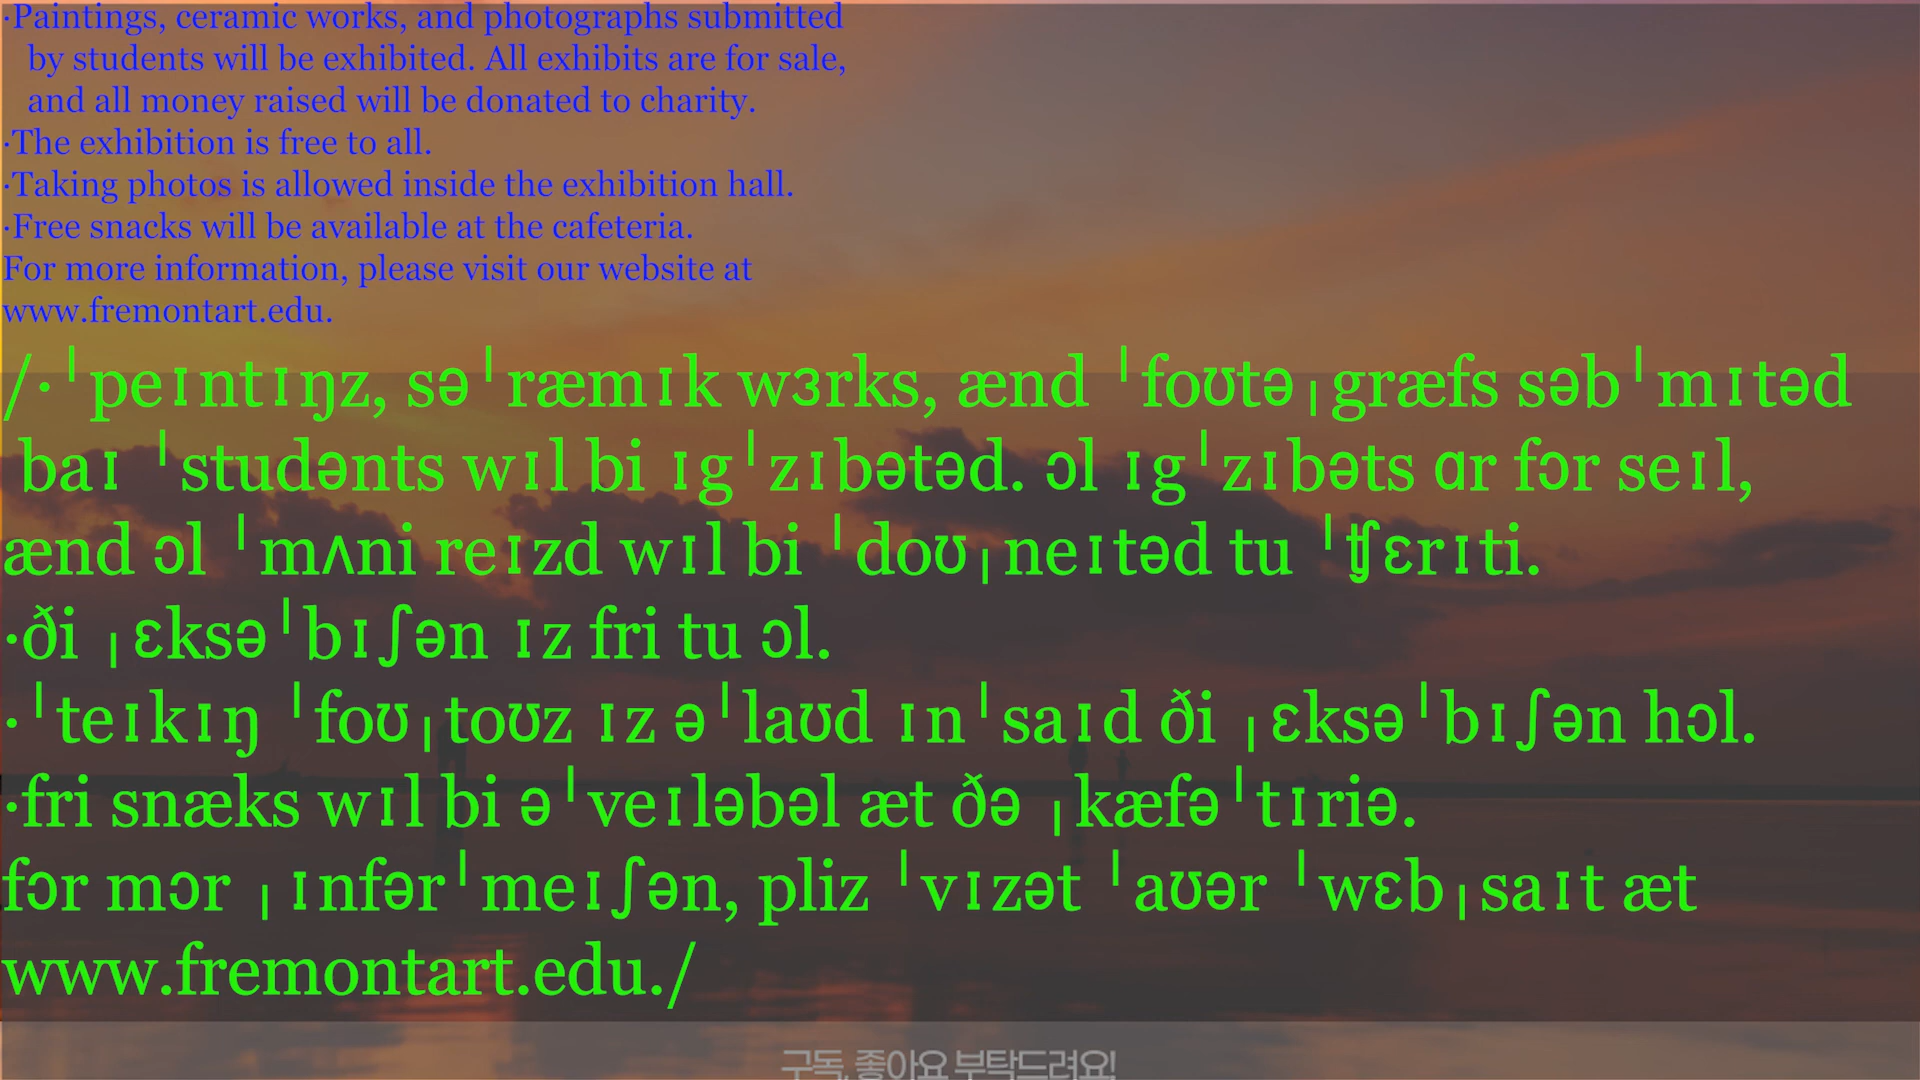 ·Paintings, ceramic works, and photographs submitted
by students will be exhibited. All exhibits are for sale,
and all money raised will be donated to charity.
·The exhibition is free to all.
·Taking photos is allowed inside the exhibition hall.
·Free snacks will be available at the cafeteria.
For more information, please visit our website at
www.fremontart.edu.
/·ˈpeɪntɪŋz, səˈræmɪk wɜrks, ænd ˈfoʊtəˌgræfs səbˈmɪtəd
baɪ ˈstudənts wɪl bi ɪgˈzɪbətəd. ɔl ɪgˈzɪbəts ɑr fɔr seɪl,
ænd ɔl ˈmʌni reɪzd wɪl bi ˈdoʊˌneɪtəd tu ˈʧɛrɪti.
·ði ˌɛksəˈbɪʃən ɪz fri tu ɔl.
·ˈteɪkɪŋ ˈfoʊˌtoʊz ɪz əˈlaʊd ɪnˈsaɪd ði ˌɛksəˈbɪʃən hɔl.
·fri snæks wɪl bi əˈveɪləbəl æt ðə ˌkæfəˈtɪriə.
fɔr mɔr ˌɪnfərˈmeɪʃən, pliz ˈvɪzət ˈaʊər ˈwɛbˌsaɪt æt
www.fremontart.edu./
구독, 좋아요 부탁드려요!